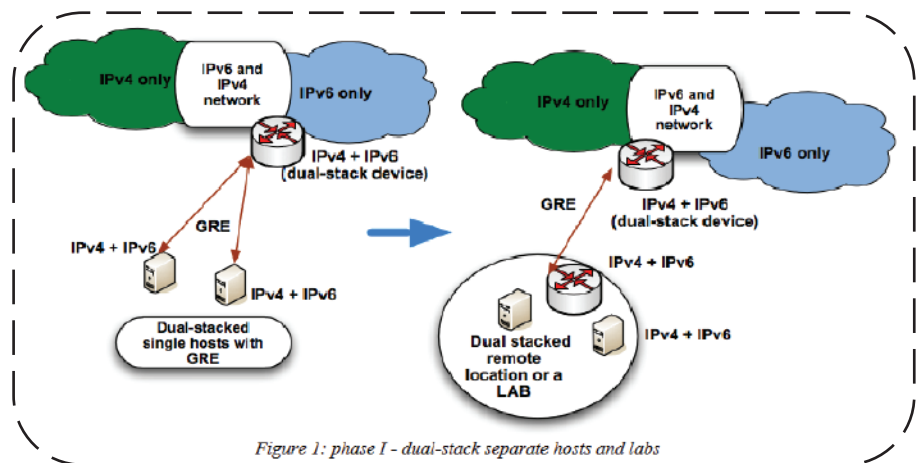 IPv4 only
IPv6 and
IPv4
network
IPv6 only
IPv4 + IPv6
(dual-stack device)
GRE
IPv4 + IPv6
IPv4 + IPv6
Dual-stacked
single hosts with
GRE
IPv4 only
IPv6 and
IPv4
network
IPv6 only
IPv4 + IPv6
(dual-stack device)
GRE
IPv4 + IPv6
IPv4 + IPv6
Dual stacked
remote
location or a
LAB
Figure 1: phase I - dual-stack separate hosts and labs